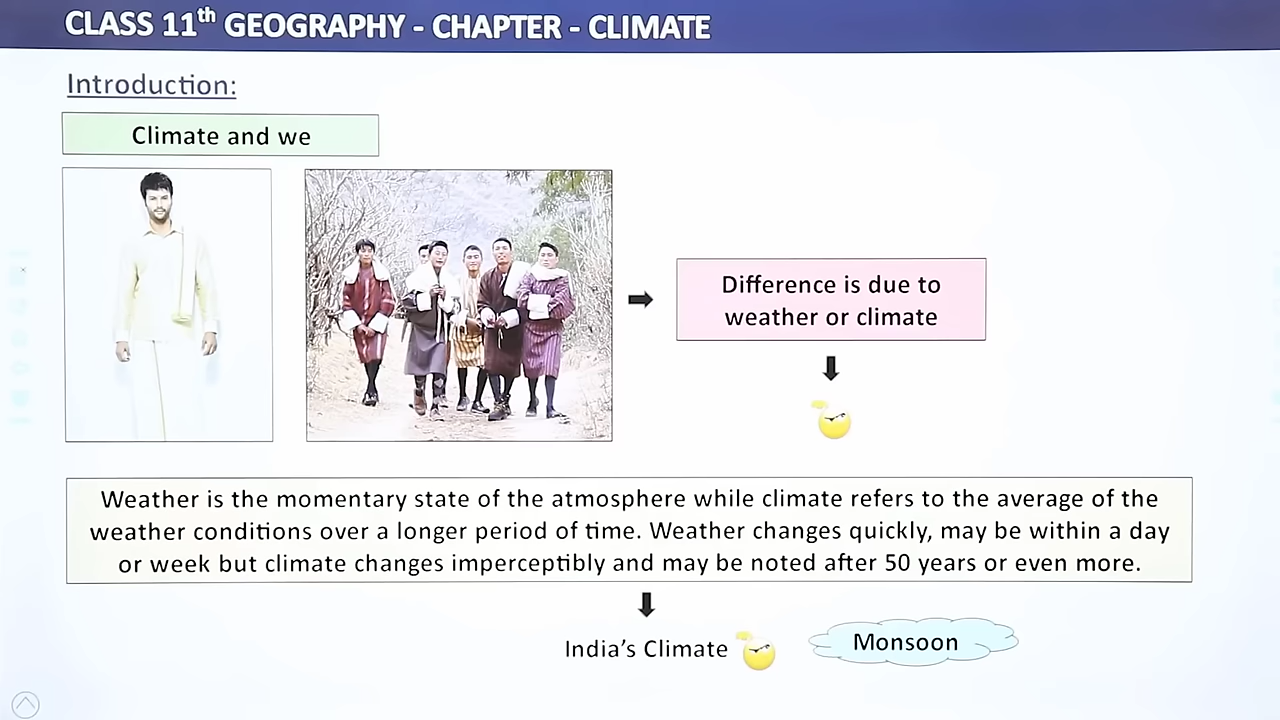 CLASS 11th GEOGRAPHY - CHAPTER - CLIMATE
Introduction:
Climate and we
Difference is due to
weather or climate
Weather is the momentary state of the atmosphere while climate refers to the average of the
weather conditions over a longer period of time. Weather changes quickly, may be within a day
or week but climate changes imperceptibly and may be noted after 50 years or even more.
India's Climate
Monsoon